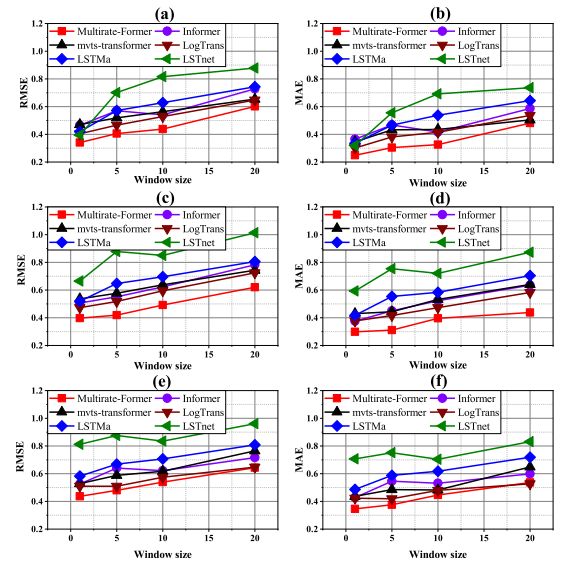 (a)
Multirate-Former Informer
mvts-transformer LogTrans
LSTMa LSTnet
RMSE
1.2
1.0
0.8
0.6
0.4
0.2
0 5 10 15 20
Window size
(b)
Multirate-Former Informer
mvts-transformer LogTrans
LSTMa LSTnet
MAE
1.2
1.0
0.8
0.6
0.4
0.2
0 5 10 15 20
Window size
(c)
Multirate-Former Informer
mvts-transformer LogTrans
LSTMa LSTnet
RMSE
1.2
1.0
0.8
0.6
0.4
0.2
0 5 10 15 20
Window size
(d)
Multirate-Former Informer
mvts-transformer LogTrans
LSTMa LSTnet
MAE
1.2
1.0
0.8
0.6
0.4
0.2
0 5 10 15 20
Window size
(e)
Multirate-Former Informer
mvts-transformer LogTrans
LSTMa LSTnet
RMSE
1.2
1.0
0.8
0.6
0.4
0.2
0 5 10 15 20
Window size
(f)
Multirate-Former Informer
mvts-transformer LogTrans
LSTMa LSTnet
MAE
1.2
1.0
0.8
0.6
0.4
0.2
0 5 10 15 20
Window size